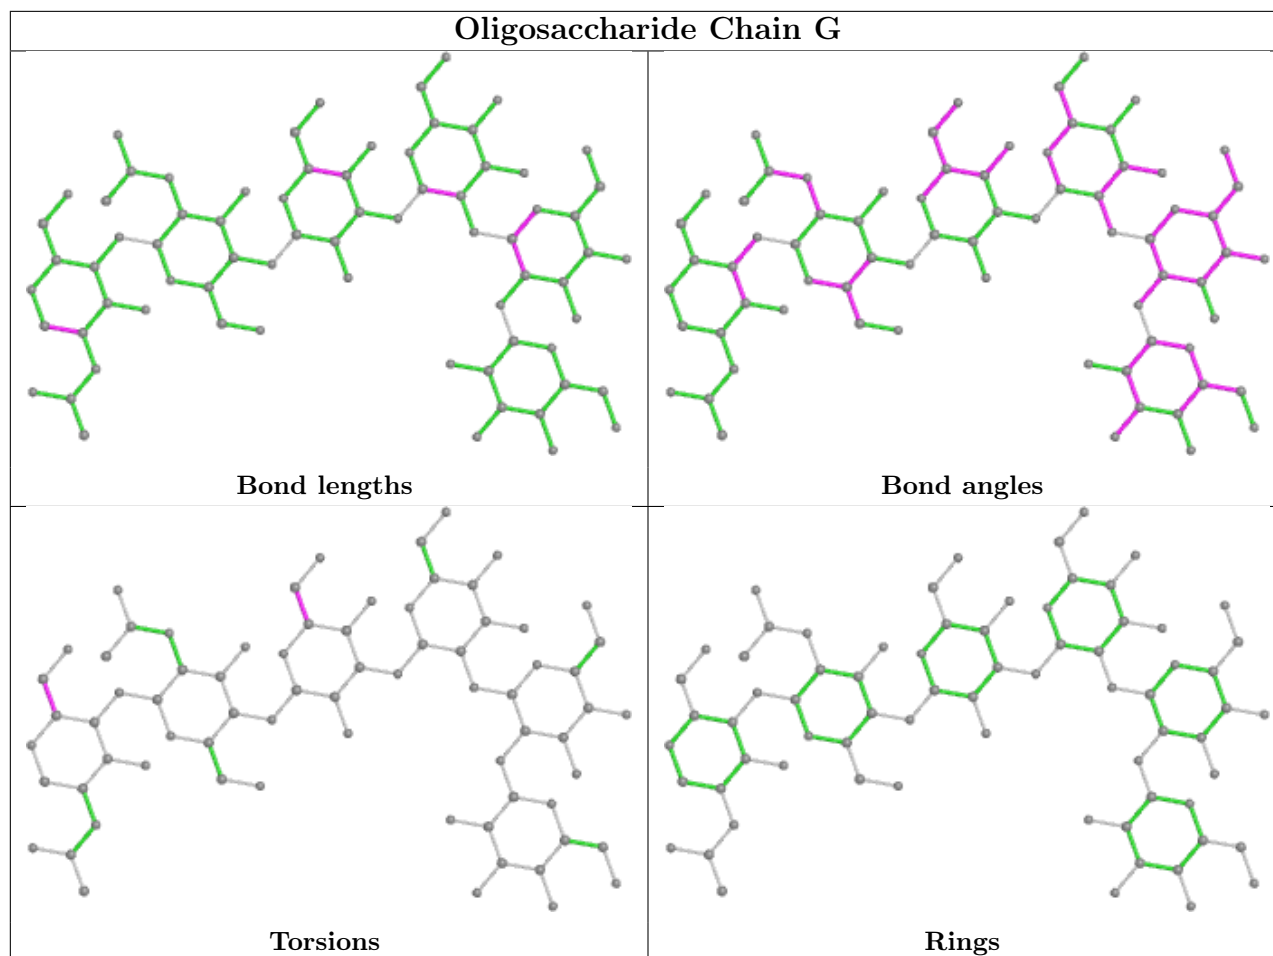 Oligosaccharide Chain G
Bond lengths
Bond angles
Torsions
Rings